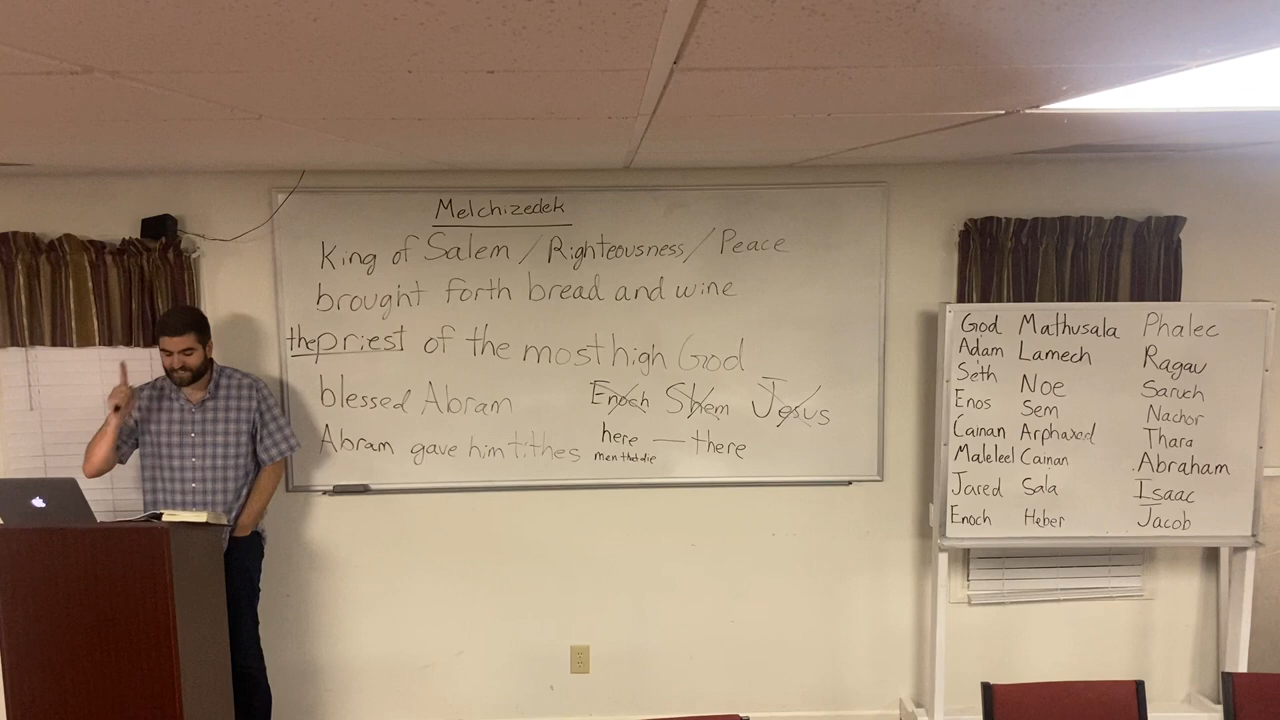 Melchizedek
King of Salem / Righteousness / Peace
brought forth bread and wine
the priest of the most high God
blessed Abram Enoch Shem Jesus
Abram gave him tithes here — there
men that die
God Mathusala Phalec
Adam Lamech Ragau
Seth Noe Saruch
Enos Sem Nachor
Cainan Arphaxad Thara
Maleleel Cainan Abraham
Jared Sala Isaac
Enoch Heber Jacob